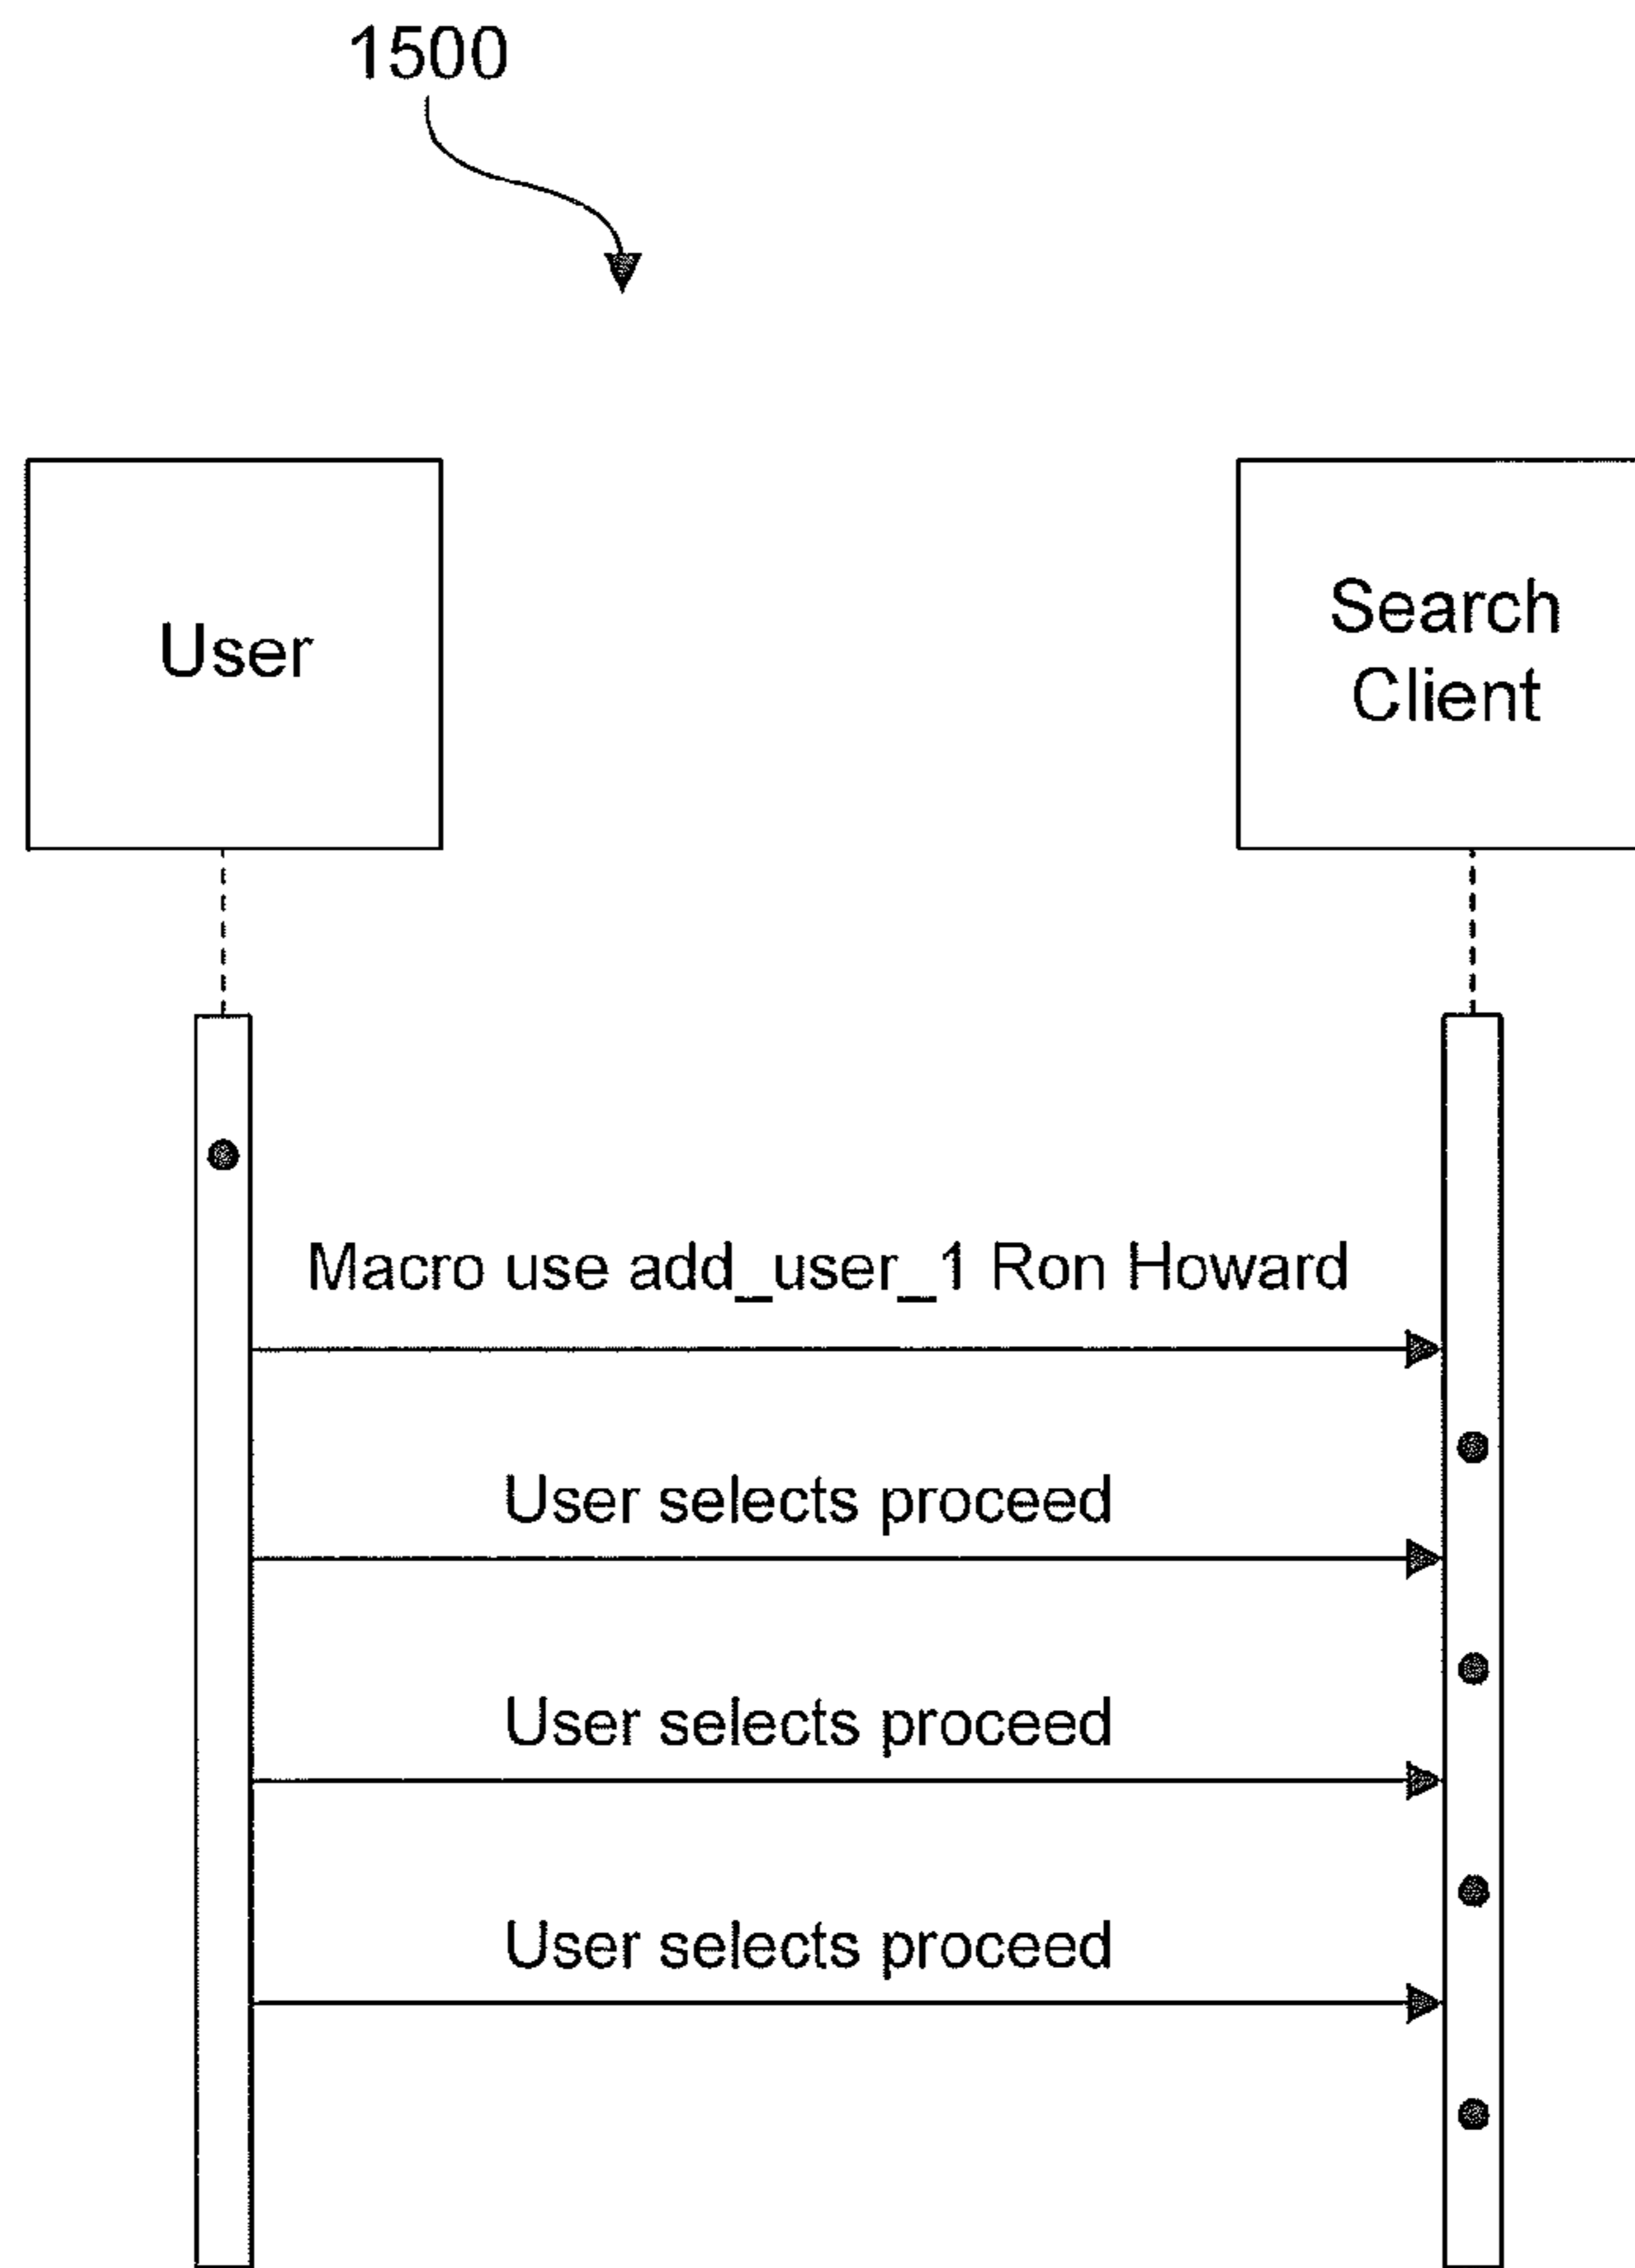 1500
User
Search
Client
Macro use add_user_1 Ron Howard
User selects proceed
User selects proceed
User selects proceed